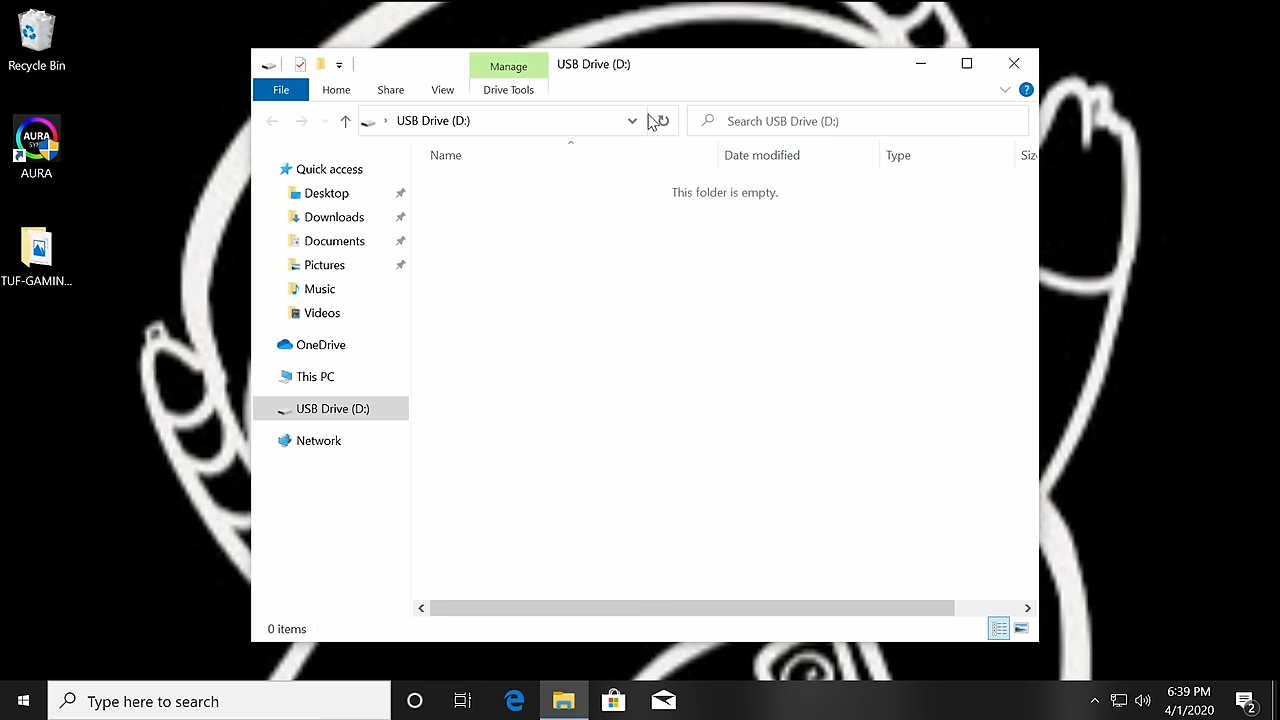 Recycle Bin
AURA
AURA
TUF-GAMIN...
Manage
USB Drive (D:)
File
Home
Share
View
Drive Tools
USB Drive (D:)
Search USB Drive (D:)
Name
Date modified
Type
Siz
This folder is empty.
Quick access
Desktop
Downloads
Documents
Pictures
Music
Videos
OneDrive
This PC
USB Drive (D:)
Network
0 items
Type here to search
6:39 PM
4/1/2020
2